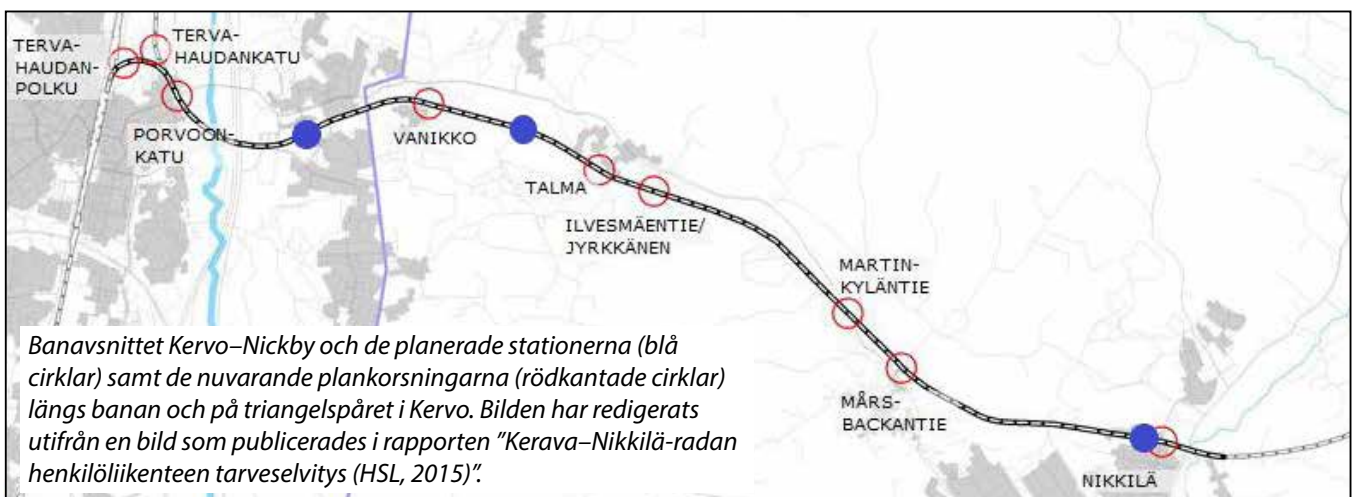 TERVA-
HAUDAN-
POLKU
TERVA-
HAUDANKATU
PORVOON-
KATU
VANIKKO
TALMA
ILVESMÄENTIE/
JYRKKÄNEN
MARTIN-
KYLÄNTIE
MÅRS-
BACKANTIE
NIKKILÄ
Banavsnittet Kervo–Nickby och de planerade stationerna (blå
cirklar) samt de nuvarande plankorsningarna (rödkantade cirklar)
längs banan och på triangelspåret i Kervo. Bilden har redigerats
utifrån en bild som publicerades i rapporten ”Kerava–Nikkilä-radan
henkilöliikenteen tarveselvitys (HSL, 2015)”.